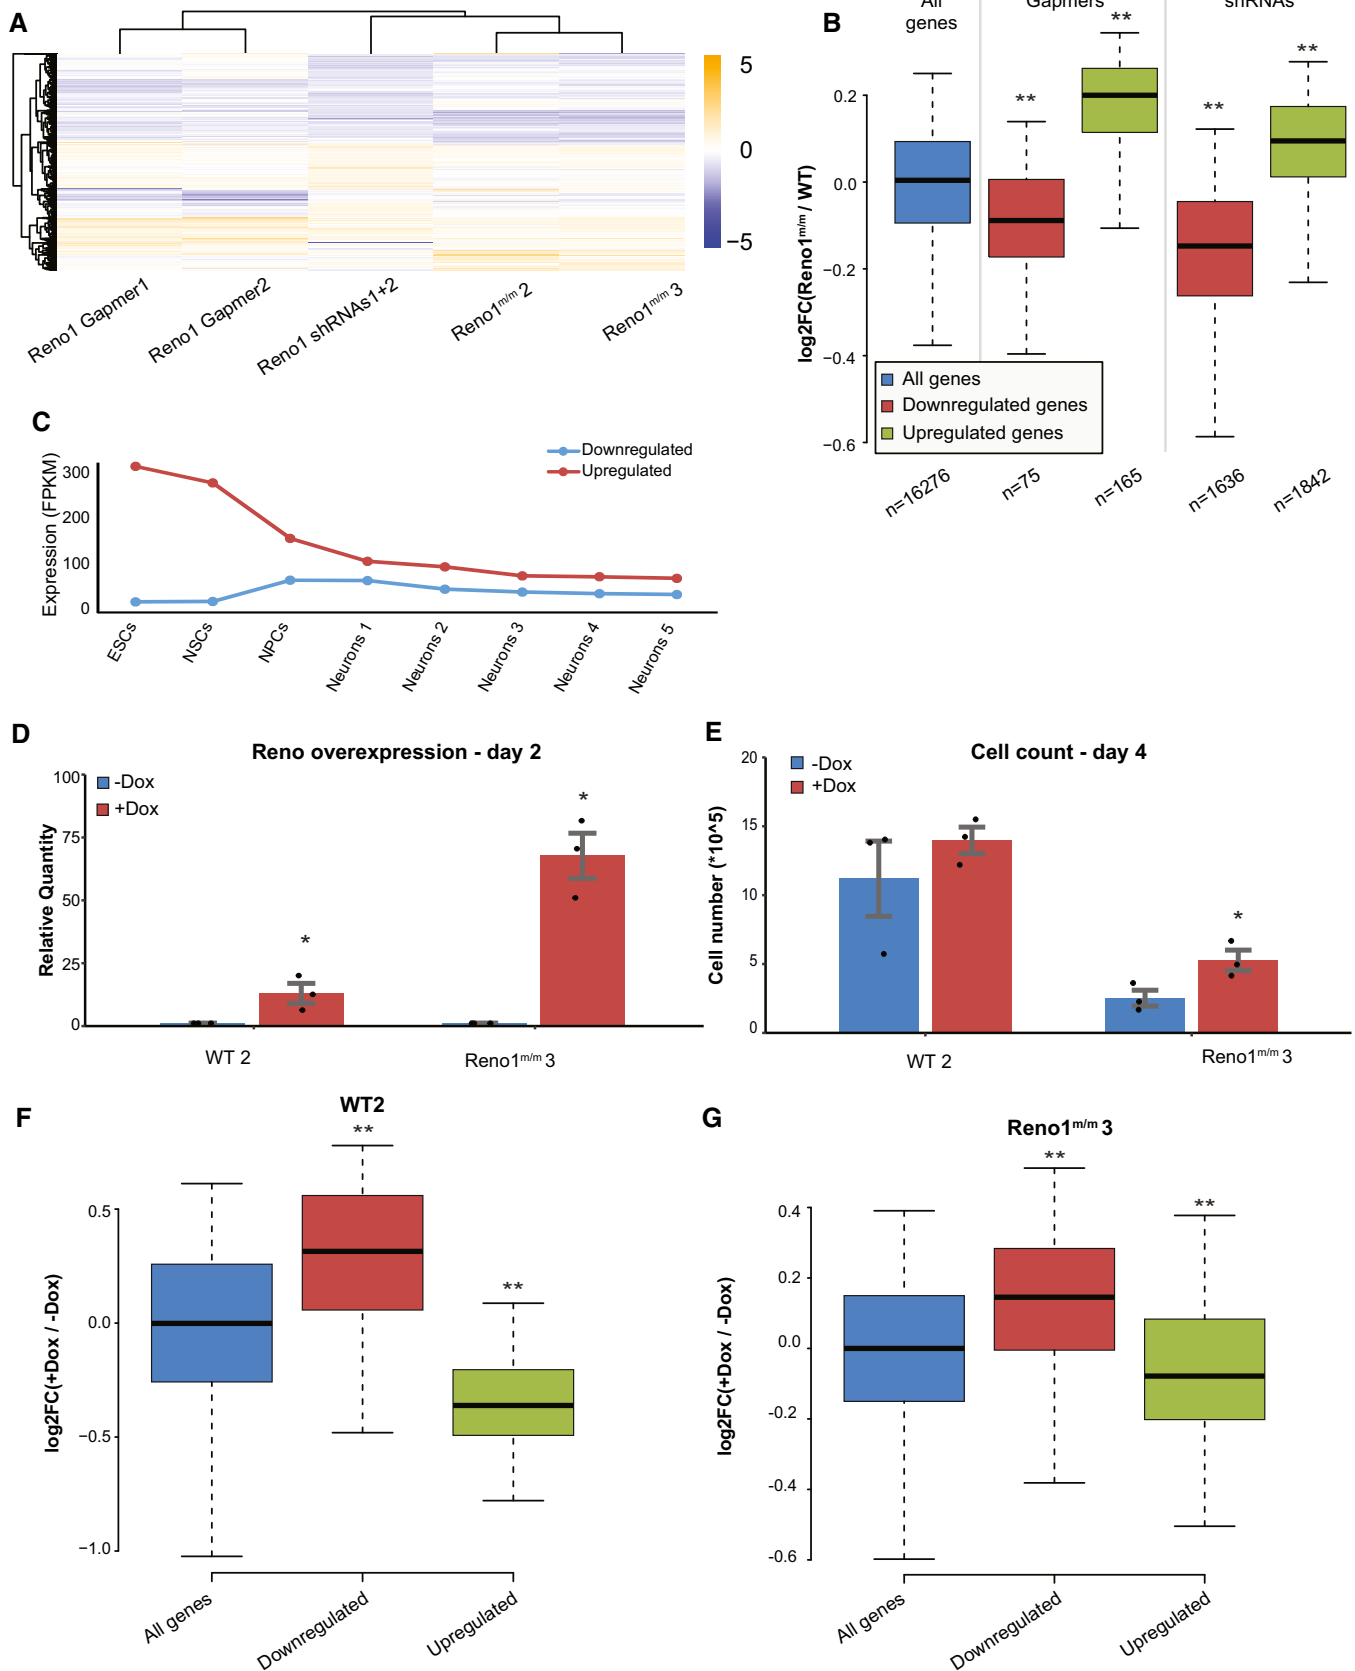 A
5
0
−5
Reno1 Gapmer1
Reno1 Gapmer2
Reno1 shRNAs1+2
Reno1m/m 2
Reno1m/m 3
B
All genes
Gapmers
shRNAs
**
**
**
**
log2FC(Reno1m/m / WT)
0.2
0.0
−0.2
−0.4
−0.6
All genes
Downregulated genes
Upregulated genes
n=16276
n=75
n=165
n=1636
n=1842
C
Expression (FPKM)
300
200
100
0
Downregulated
Upregulated
ESCs
NSCs
NPCs
Neurons 1
Neurons 2
Neurons 3
Neurons 4
Neurons 5
D
Reno overexpression - day 2
-Dox
+Dox
Relative Quantity
100
75
50
25
0
*
*
WT 2
Reno1m/m 3
E
Cell count - day 4
-Dox
+Dox
Cell number (*10^5)
20
15
10
5
0
*
WT 2
Reno1m/m 3
F
WT2
**
**
log2FC(+Dox / -Dox)
0.5
0.0
−0.5
−1.0
All genes
Downregulated
Upregulated
G
Reno1m/m 3
**
**
log2FC(+Dox / -Dox)
0.4
0.2
0.0
-0.2
-0.4
-0.6
All genes
Downregulated
Upregulated